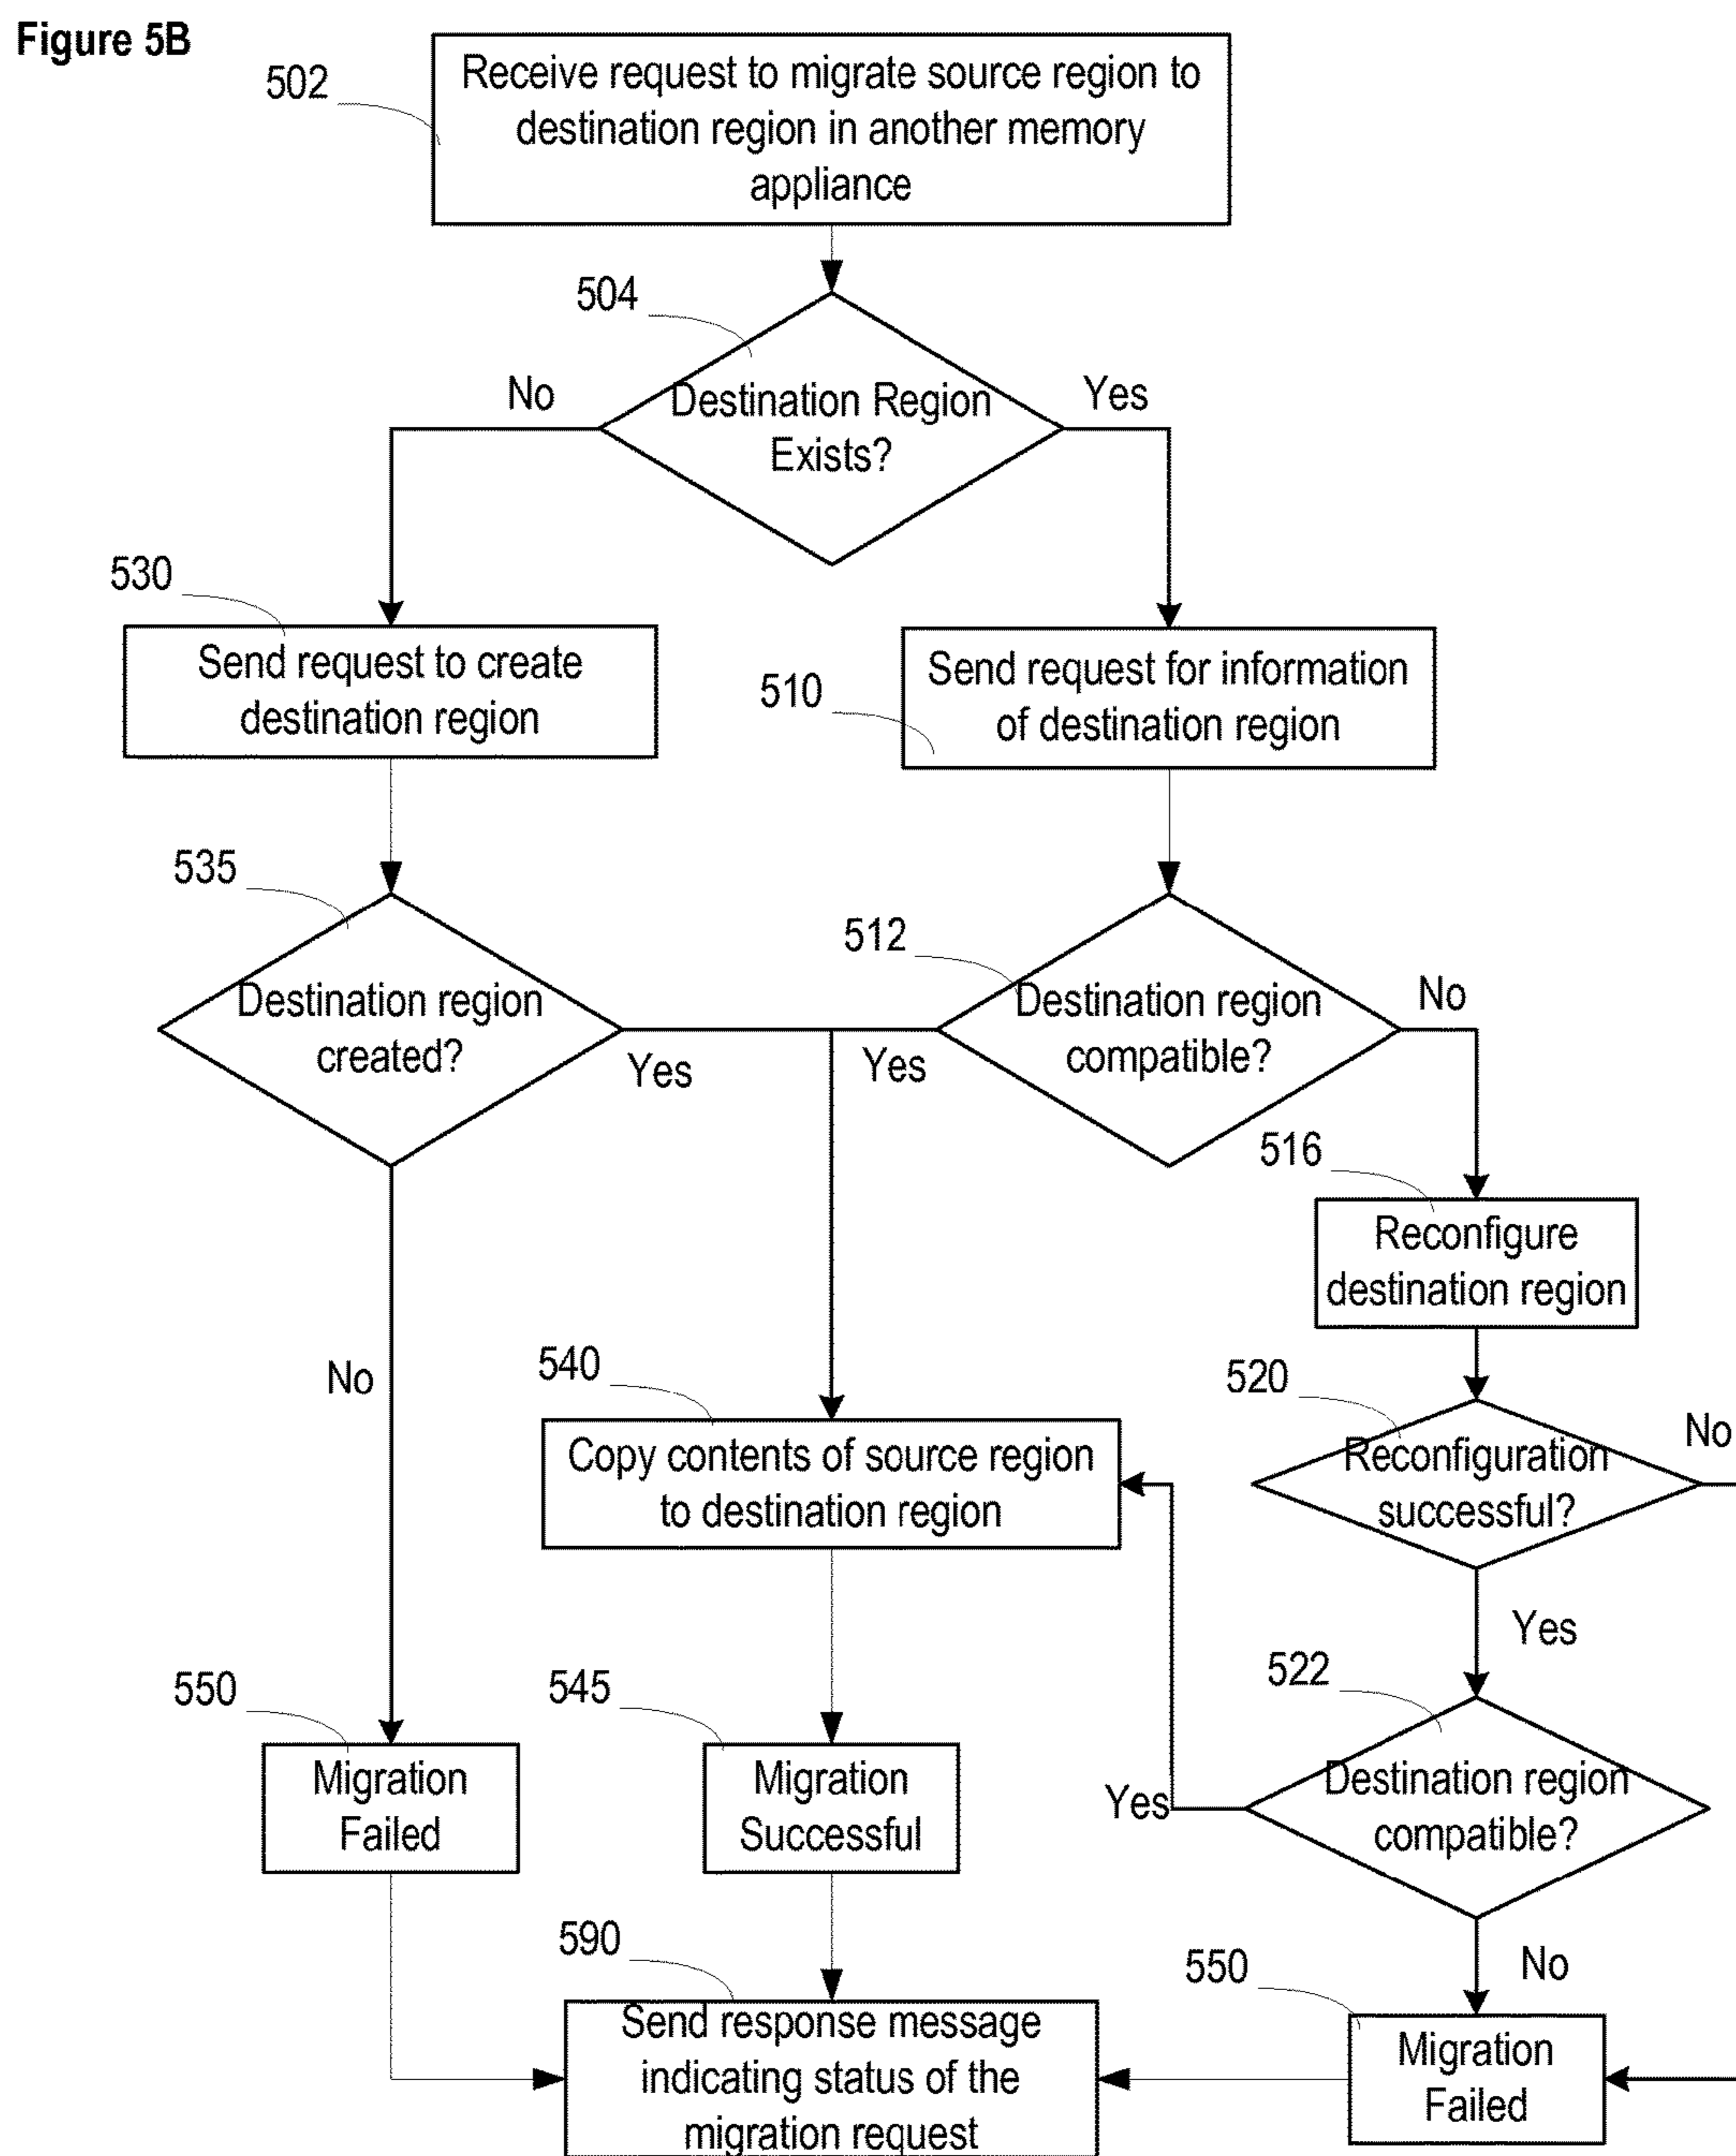 Figure 5B
502
Receive request to migrate source region to
destination region in another memory
appliance
504
Destination Region
Exists?
No
Yes
530
Send request to create
destination region
510
Send request for information
of destination region
535
Destination region
created?
Yes
512
Destination region
compatible?
Yes
No
516
Reconfigure
destination region
No
540
Copy contents of source region
to destination region
520
Reconfiguration
successful?
No
Yes
550
Migration
Failed
545
Migration
Successful
522
Destination region
compatible?
Yes
No
590
Send response message
indicating status of the
migration request
550
Migration
Failed